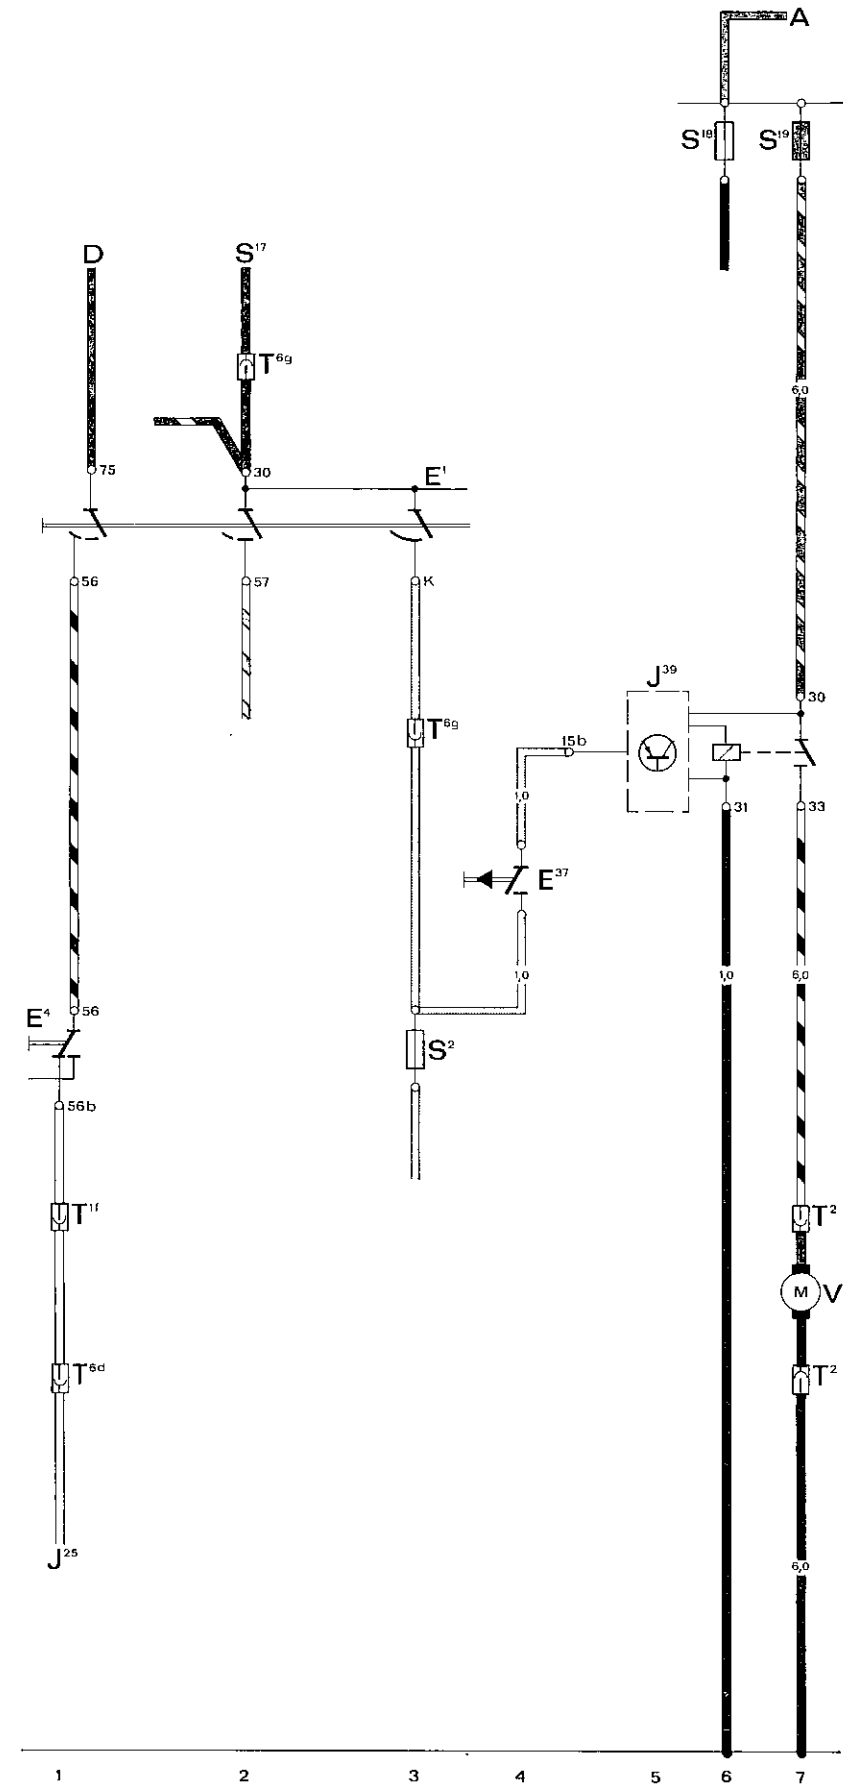 A
S¹⁸ S¹⁹
D S¹⁷
T⁶ᵍ
6,0
75 30 E¹
56 57 K
J³⁹
30
T⁶ᵍ
15b
1,0
31 33
E³⁷
1,0 1,0 6,0
56
E⁴
S²
56b
T¹ᶠ T²
M V
T⁶ᵈ T²
J²⁵
6,0
1 2 3 4 5 6 7